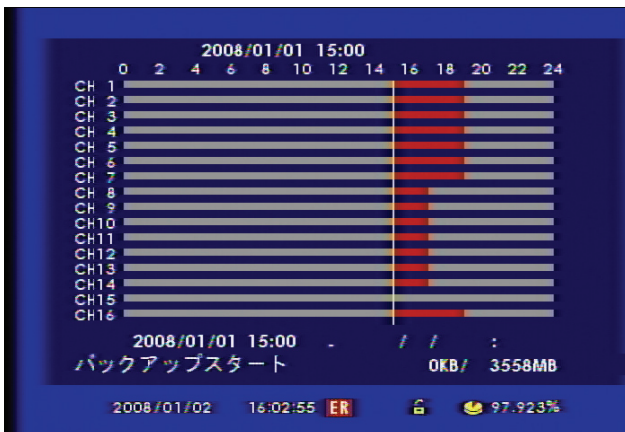 2008/01/01 15:00
0 2 4 6 8 10 12 14 16 18 20 22 24
CH 1
CH 2
CH 3
CH 4
CH 5
CH 6
CH 7
CH 8
CH 9
CH10
CH11
CH12
CH13
CH14
CH15
CH16
2008/01/01 15:00 - / / :
バックアップスタート 0KB/ 3558MB
2008/01/02 16:02:55 ER 97.923%